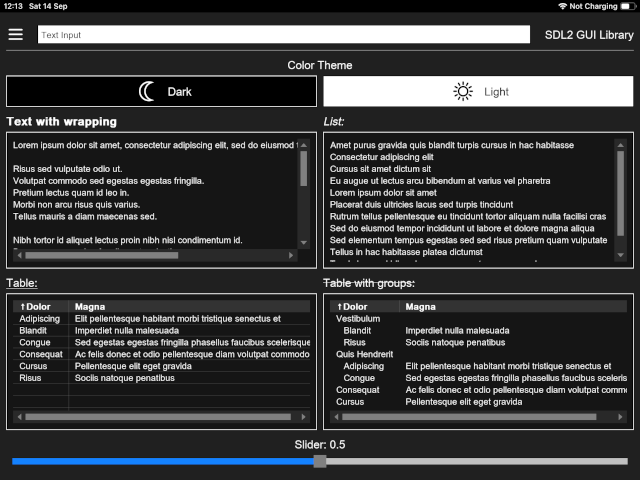 12:13 Sat 14 Sep
Not Charging
Text Input
SDL2 GUI Library
Color Theme
Dark
Light
Text with wrapping
Lorem ipsum dolor sit amet, consectetur adipiscing elit, sed do eiusmod
Risus sed vulputate odio ut.
Volutpat commodo sed egestas egestas fringilla.
Pretium lectus quam id leo in.
Morbi non arcu risus quis varius.
Tellus mauris a diam maecenas sed.
Nibh tortor id aliquet lectus proin nibh nisl condimentum id.
List:
Amet purus gravida quis blandit turpis cursus in hac habitasse
Consectetur adipiscing elit
Cursus sit amet dictum sit
Eu augue ut lectus arcu bibendum at varius vel pharetra
Lorem ipsum dolor sit amet
Placerat duis ultricies lacus sed turpis tincidunt
Rutrum tellus pellentesque eu tincidunt tortor aliquam nulla facilisi cras
Sed do eiusmod tempor incididunt ut labore et dolore magna aliqua
Sed elementum tempus egestas sed sed risus pretium quam vulputate
Tellus in hac habitasse platea dictumst
Table:
↑Dolor Magna
Adipiscing Elit pellentesque habitant morbi tristique senectus et
Blandit Imperdiet nulla malesuada
Congue Sed egestas egestas fringilla phasellus faucibus scelerisque
Consequat Ac felis donec et odio pellentesque diam volutpat commodo
Cursus Pellentesque elit eget gravida
Risus Sociis natoque penatibus
Table with groups:
↑Dolor Magna
Vestibulum
Blandit Imperdiet nulla malesuada
Risus Sociis natoque penatibus
Quis Hendrerit
Adipiscing Elit pellentesque habitant morbi tristique senectus et
Congue Sed egestas egestas fringilla phasellus faucibus sceleris
Consequat Ac felis donec et odio pellentesque diam volutpat comm
Cursus Pellentesque elit eget gravida
Slider: 0.5